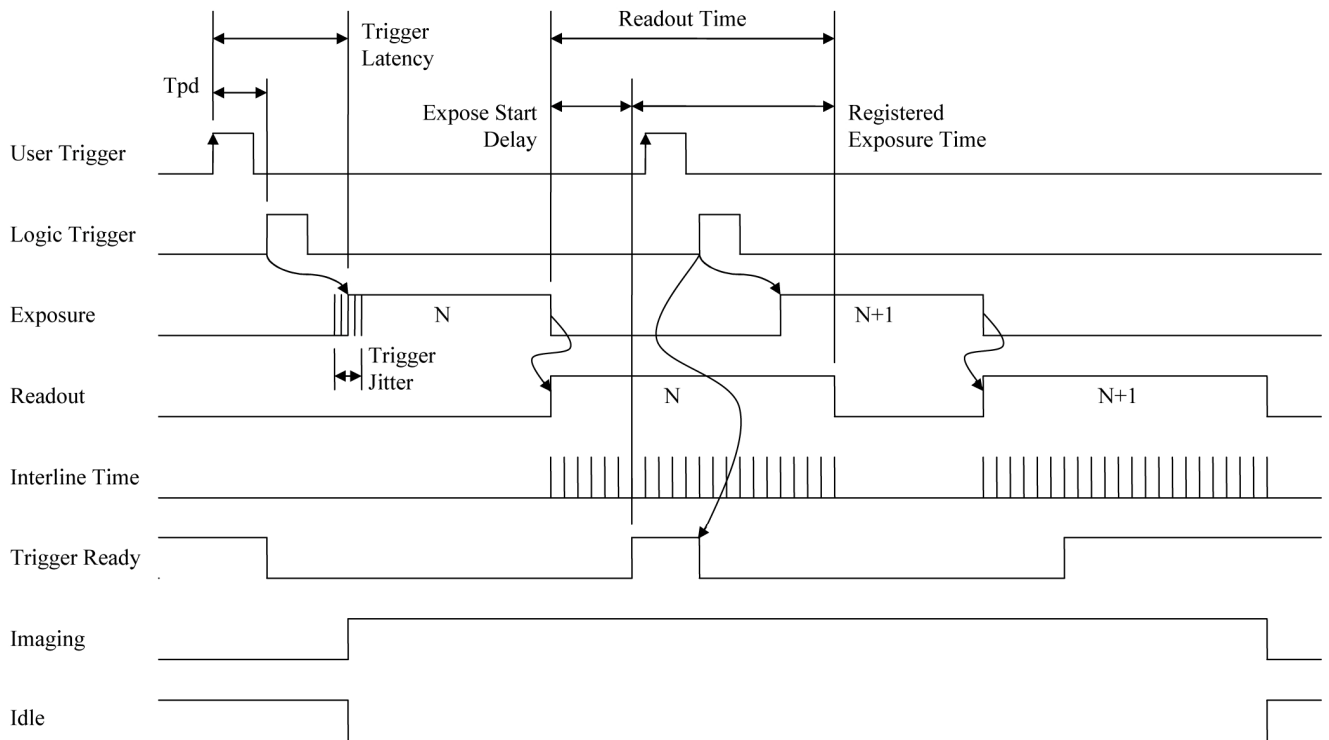 Trigger
Latency
Readout Time
Tpd
Expose Start
Delay
Registered
Exposure Time
User Trigger
Logic Trigger
Exposure
N
N+1
Trigger
Jitter
Readout
N
N+1
Interline Time
Trigger Ready
Imaging
Idle